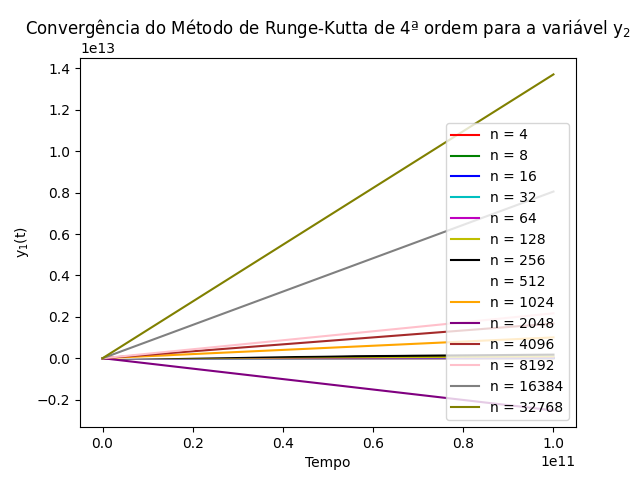 Convergência do Método de Runge-Kutta de 4ª ordem para a variável y₂
1e13
1.4
1.2
1.0
0.8
0.6
0.4
0.2
0.0
−0.2
y₁(t)
n = 4
n = 8
n = 16
n = 32
n = 64
n = 128
n = 256
n = 512
n = 1024
n = 2048
n = 4096
n = 8192
n = 16384
n = 32768
0.0 0.2 0.4 0.6 0.8 1.0
Tempo
1e11